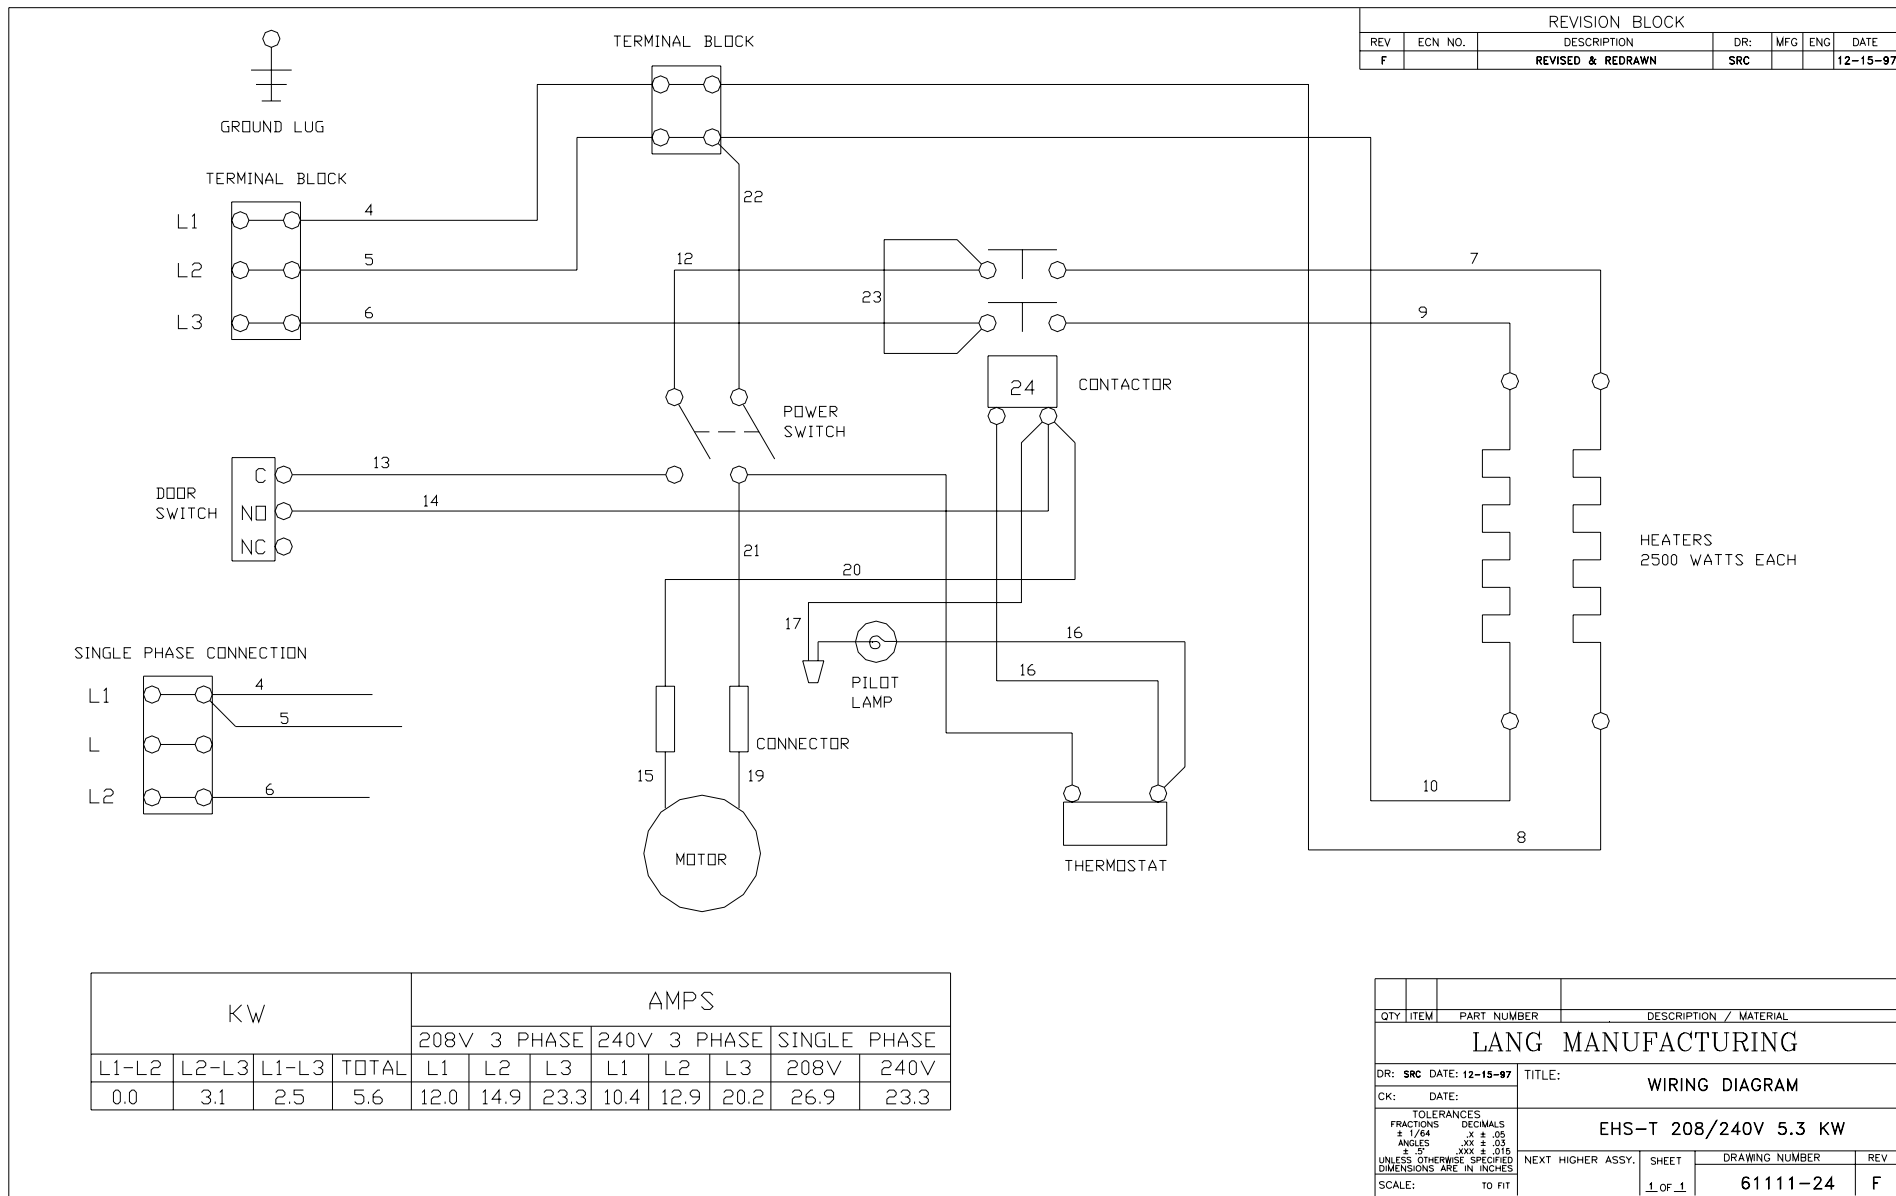 REVISION BLOCK
REV ECN NO. DESCRIPTION DR: MFG ENG DATE
F REVISED & REDRAWN SRC 12-15-97
TERMINAL BLOCK
GROUND LUG
TERMINAL BLOCK
22
L1 4
L2 5
L3 6
12
23
7
9
24 CONTACTOR
POWER
SWITCH
DOOR
SWITCH
C 13
NO 14
NC
21
20
HEATERS
2500 WATTS EACH
17
16
16
PILOT
LAMP
SINGLE PHASE CONNECTION
L1 4
5
L
L2 6
CONNECTOR
15 19
10
8
MOTOR
THERMOSTAT
KW AMPS
208V 3 PHASE 240V 3 PHASE SINGLE PHASE
L1-L2 L2-L3 L1-L3 TOTAL L1 L2 L3 L1 L2 L3 208V 240V
0.0 3.1 2.5 5.6 12.0 14.9 23.3 10.4 12.9 20.2 26.9 23.3
QTY ITEM PART NUMBER DESCRIPTION / MATERIAL
LANG MANUFACTURING
DR: SRC DATE: 12-15-97 TITLE:
WIRING DIAGRAM
CK: DATE:
TOLERANCES
FRACTIONS DECIMALS
± 1/64 .X ± .05
ANGLES .XX ± .03
± .5° .XXX ± .015
UNLESS OTHERWISE SPECIFIED
DIMENSIONS ARE IN INCHES
SCALE: TO FIT
EHS-T 208/240V 5.3 KW
NEXT HIGHER ASSY. SHEET DRAWING NUMBER REV
1 OF 1 61111-24 F